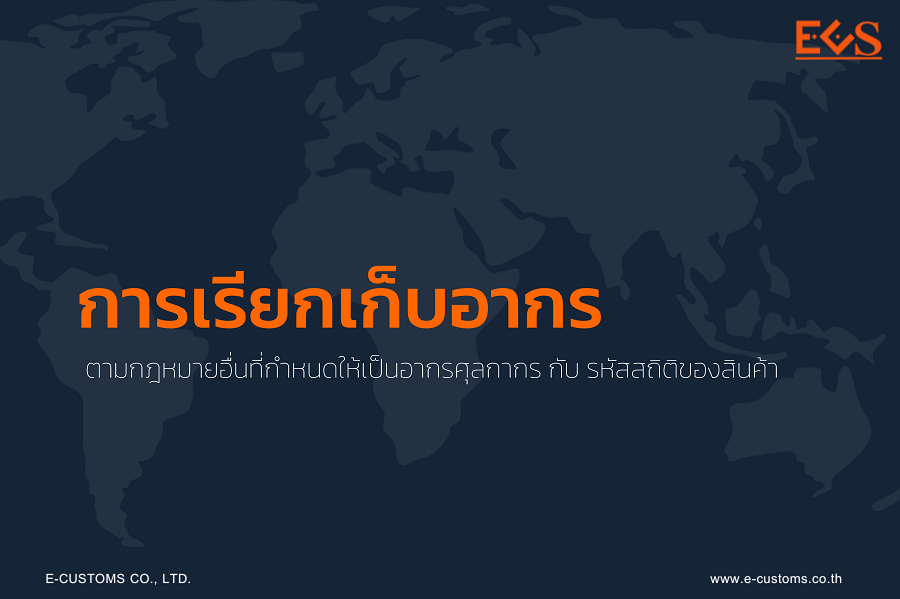 ECS
การเรียกเก็บอากร
ตามกฎหมายอื่นที่กำหนดให้เป็นอากรศุลกากร กับ รหัสสถิติของสินค้า
E-CUSTOMS CO., LTD.
www.e-customs.co.th